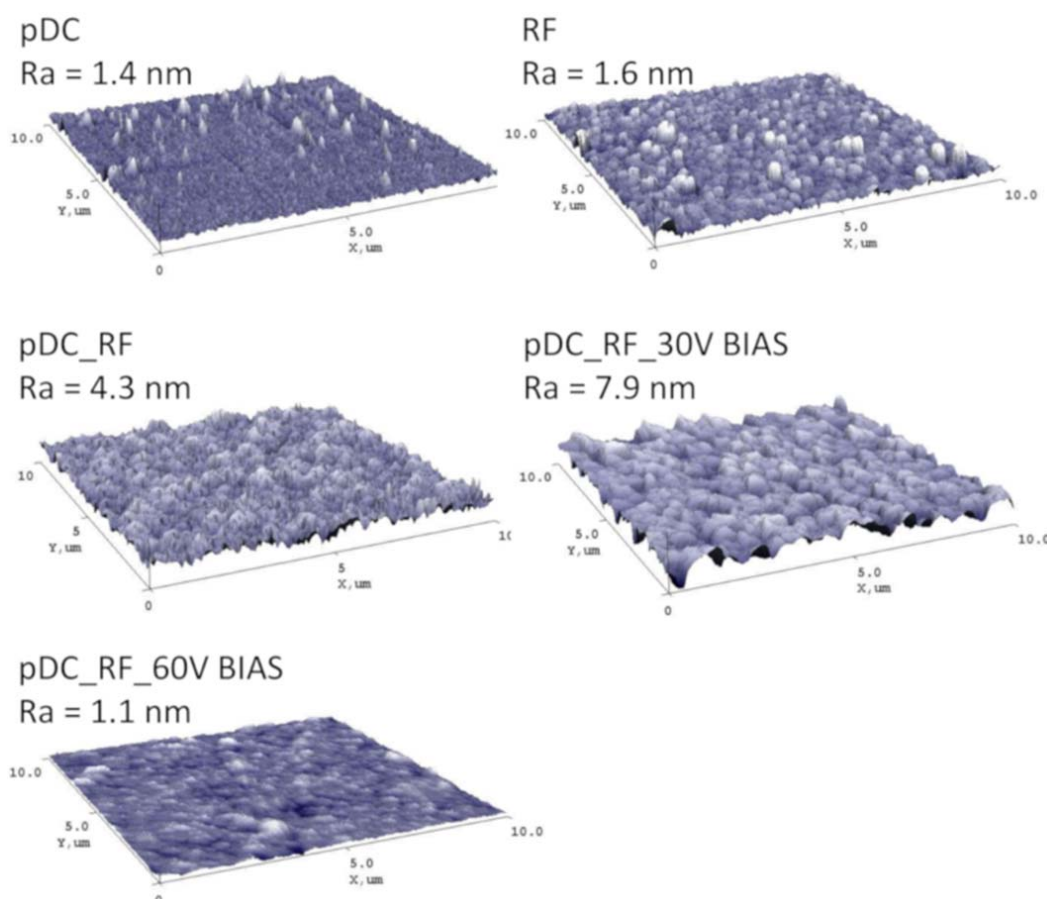 pDC
Ra = 1.4 nm
10.0
5.0
Y,um
5.0
X,um
0
RF
Ra = 1.6 nm
10.0
5.0
Y,um
10.0
5.0
X,um
0
pDC_RF
Ra = 4.3 nm
10
5
Y,um
5
X,um
0
pDC_RF_30V BIAS
Ra = 7.9 nm
10.0
5.0
Y,um
10.0
5.0
X,um
0
pDC_RF_60V BIAS
Ra = 1.1 nm
10.0
5.0
Y,um
10.0
5.0
X,um